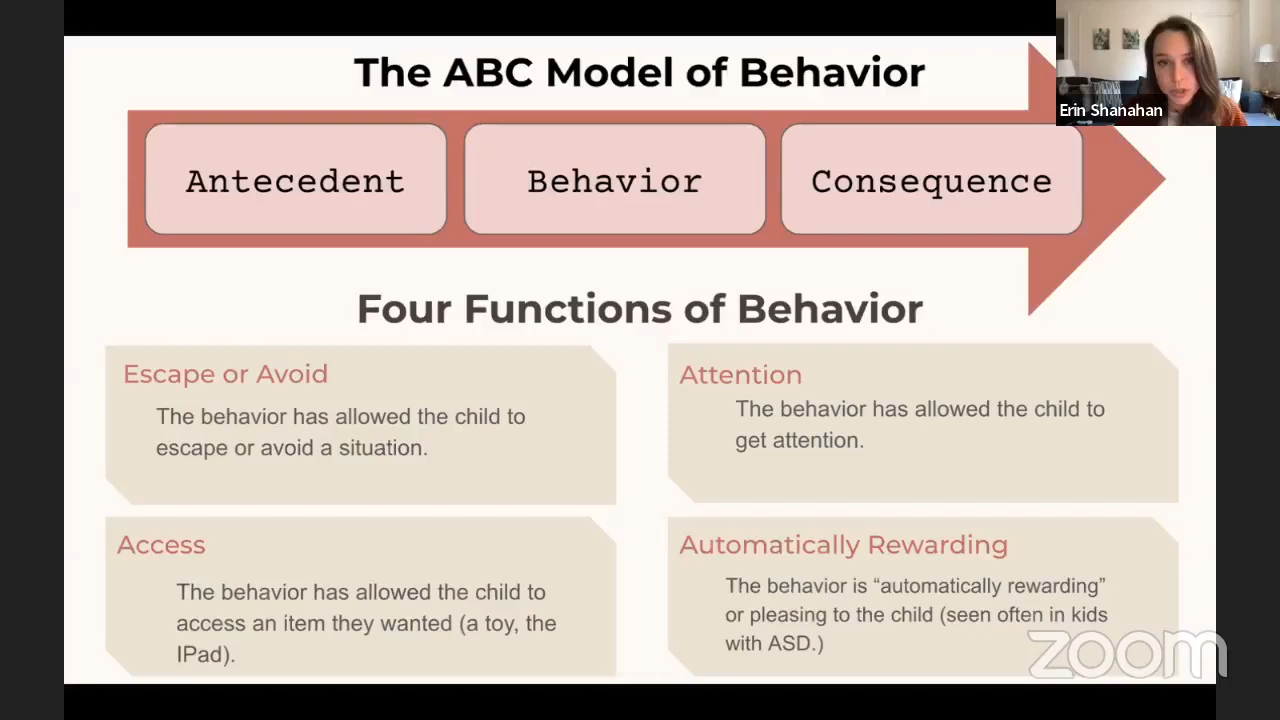 The ABC Model of Behavior
Erin Shanahan
Antecedent
Behavior
Consequence
Four Functions of Behavior
Escape or Avoid
The behavior has allowed the child to
escape or avoid a situation.
Attention
The behavior has allowed the child to
get attention.
Access
The behavior has allowed the child to
access an item they wanted (a toy, the
IPad).
Automatically Rewarding
The behavior is “automatically rewarding”
or pleasing to the child (seen often in kids
with ASD.)
zoom